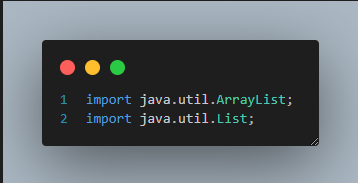 1 import java.util.ArrayList;
2 import java.util.List;